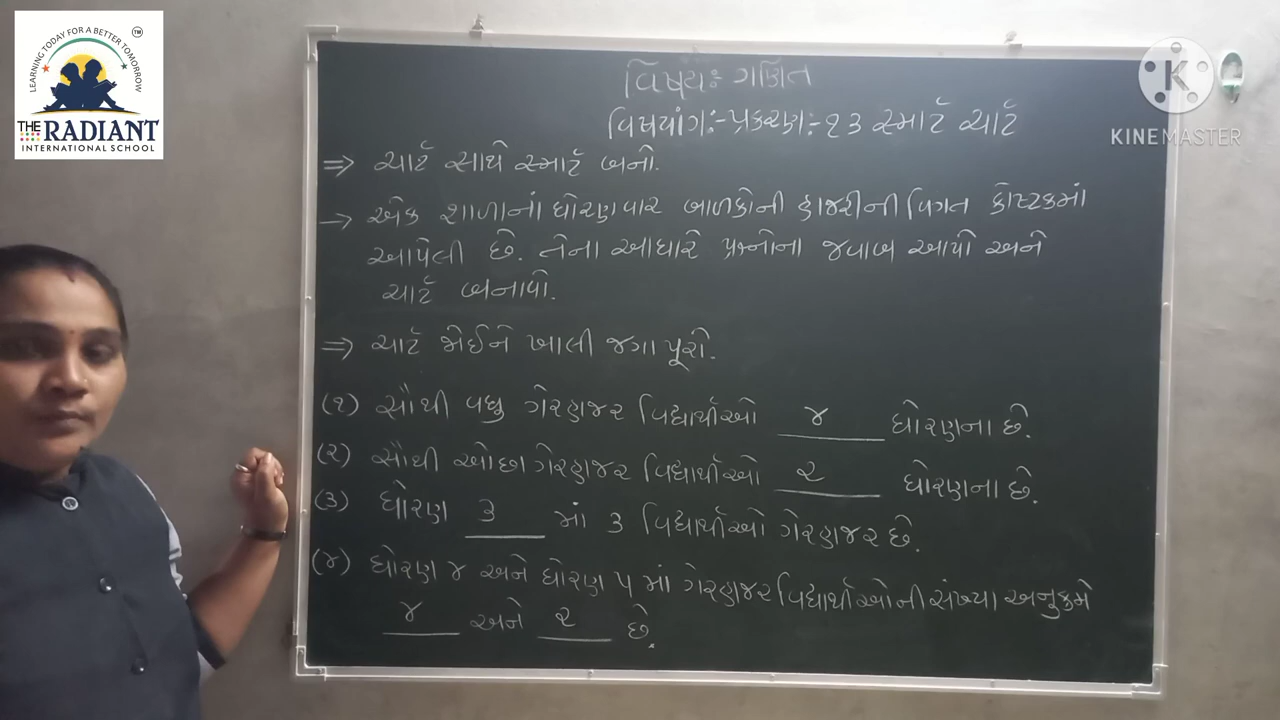 LEARNING TODAY FOR A BETTER TOMORROW
TM
THE RADIANT
INTERNATIONAL SCHOOL
K
KINEMASTER
વિષય: ગણિત
વિષયાંગ:- પ્રકરણ:- ૧૩ સ્માર્ટ ચાર્ટ
⇒ ચાર્ટ સાથે સ્માર્ટ બનો.
→ એક શાળાનાં ધોરણવાર બાળકોની હાજરીની વિગત કોષ્ટકમાં
આપેલી છે. તેના આધારે પ્રશ્નોના જવાબ આપો અને
ચાર્ટ બનાવો.
⇒ ચાર્ટ જોઈને ખાલી જગા પૂરો.
(૧) સૌથી વધુ ગેરહાજર વિદ્યાર્થીઓ ૪ ધોરણના છે.
(૨) સૌથી ઓછા ગેરહાજર વિદ્યાર્થીઓ ૨ ધોરણના છે.
(૩) ધોરણ ૩ માં ૩ વિદ્યાર્થીઓ ગેરહાજર છે.
(૪) ધોરણ ૪ અને ધોરણ ૫ માં ગેરહાજર વિદ્યાર્થીઓની સંખ્યા અનુક્રમે
૪ અને ૨ છે.